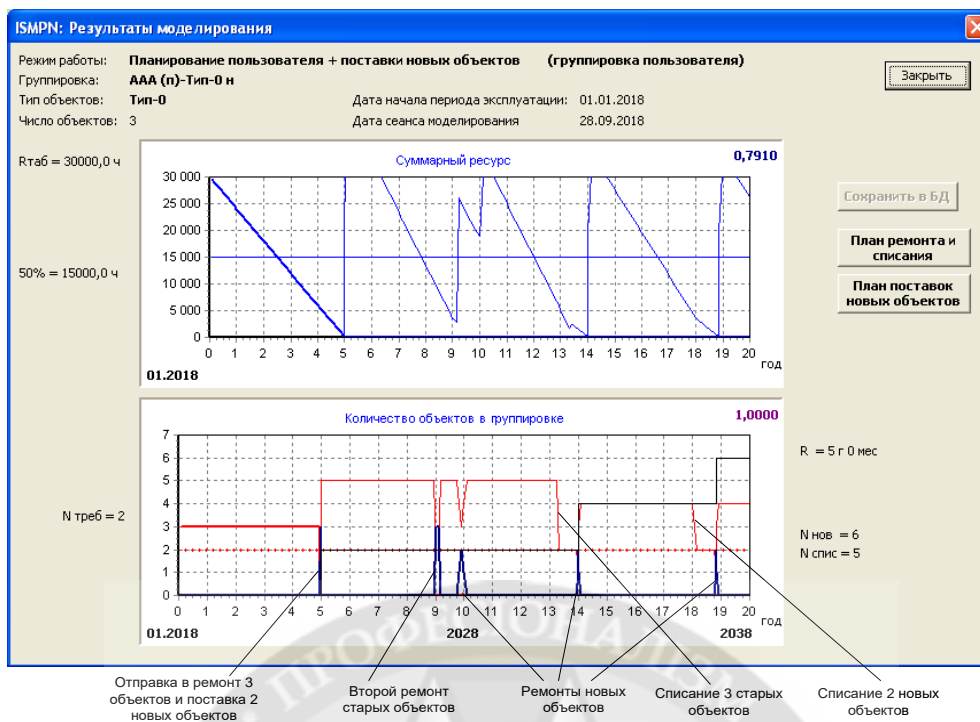 ISMPN: Результаты моделирования
Режим работы: Планирование пользователя + поставки новых объектов (группировка пользователя)
Группировка: ААА (п)-Тип-0 н
Тип объектов: Тип-0 Дата начала периода эксплуатации: 01.01.2018
Число объектов: 3 Дата сеанса моделирования 28.09.2018
Закрыть
Rтаб = 30000,0 ч
50% = 15000,0 ч
Суммарный ресурс
0,7910
30 000
25 000
20 000
15 000
10 000
5 000
0
0 1 2 3 4 5 6 7 8 9 10 11 12 13 14 15 16 17 18 19 20
год
01.2018
Сохранить в БД
План ремонта и
списания
План поставок
новых объектов
Количество объектов в группировке
1,0000
7
6
5
4
3
2
1
0
0 1 2 3 4 5 6 7 8 9 10 11 12 13 14 15 16 17 18 19 20
год
01.2018 2028 2038
N треб = 2
R = 5 г 0 мес
N нов = 6
N спис = 5
Отправка в ремонт 3
объектов и поставка 2
новых объектов
Второй ремонт
старых объектов
Ремонты новых
объектов
Списание 3 старых
объектов
Списание 2 новых
объектов